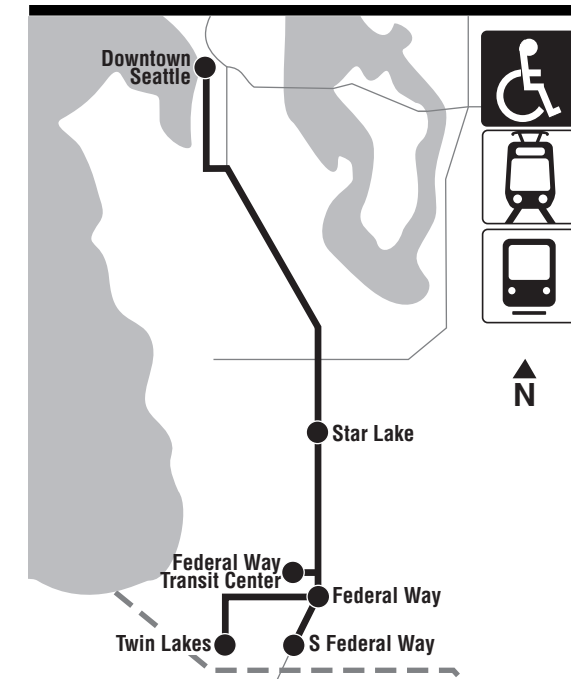 Downtown
Seattle
N
Star Lake
Federal Way
Transit Center
Federal Way
Twin Lakes
S Federal Way